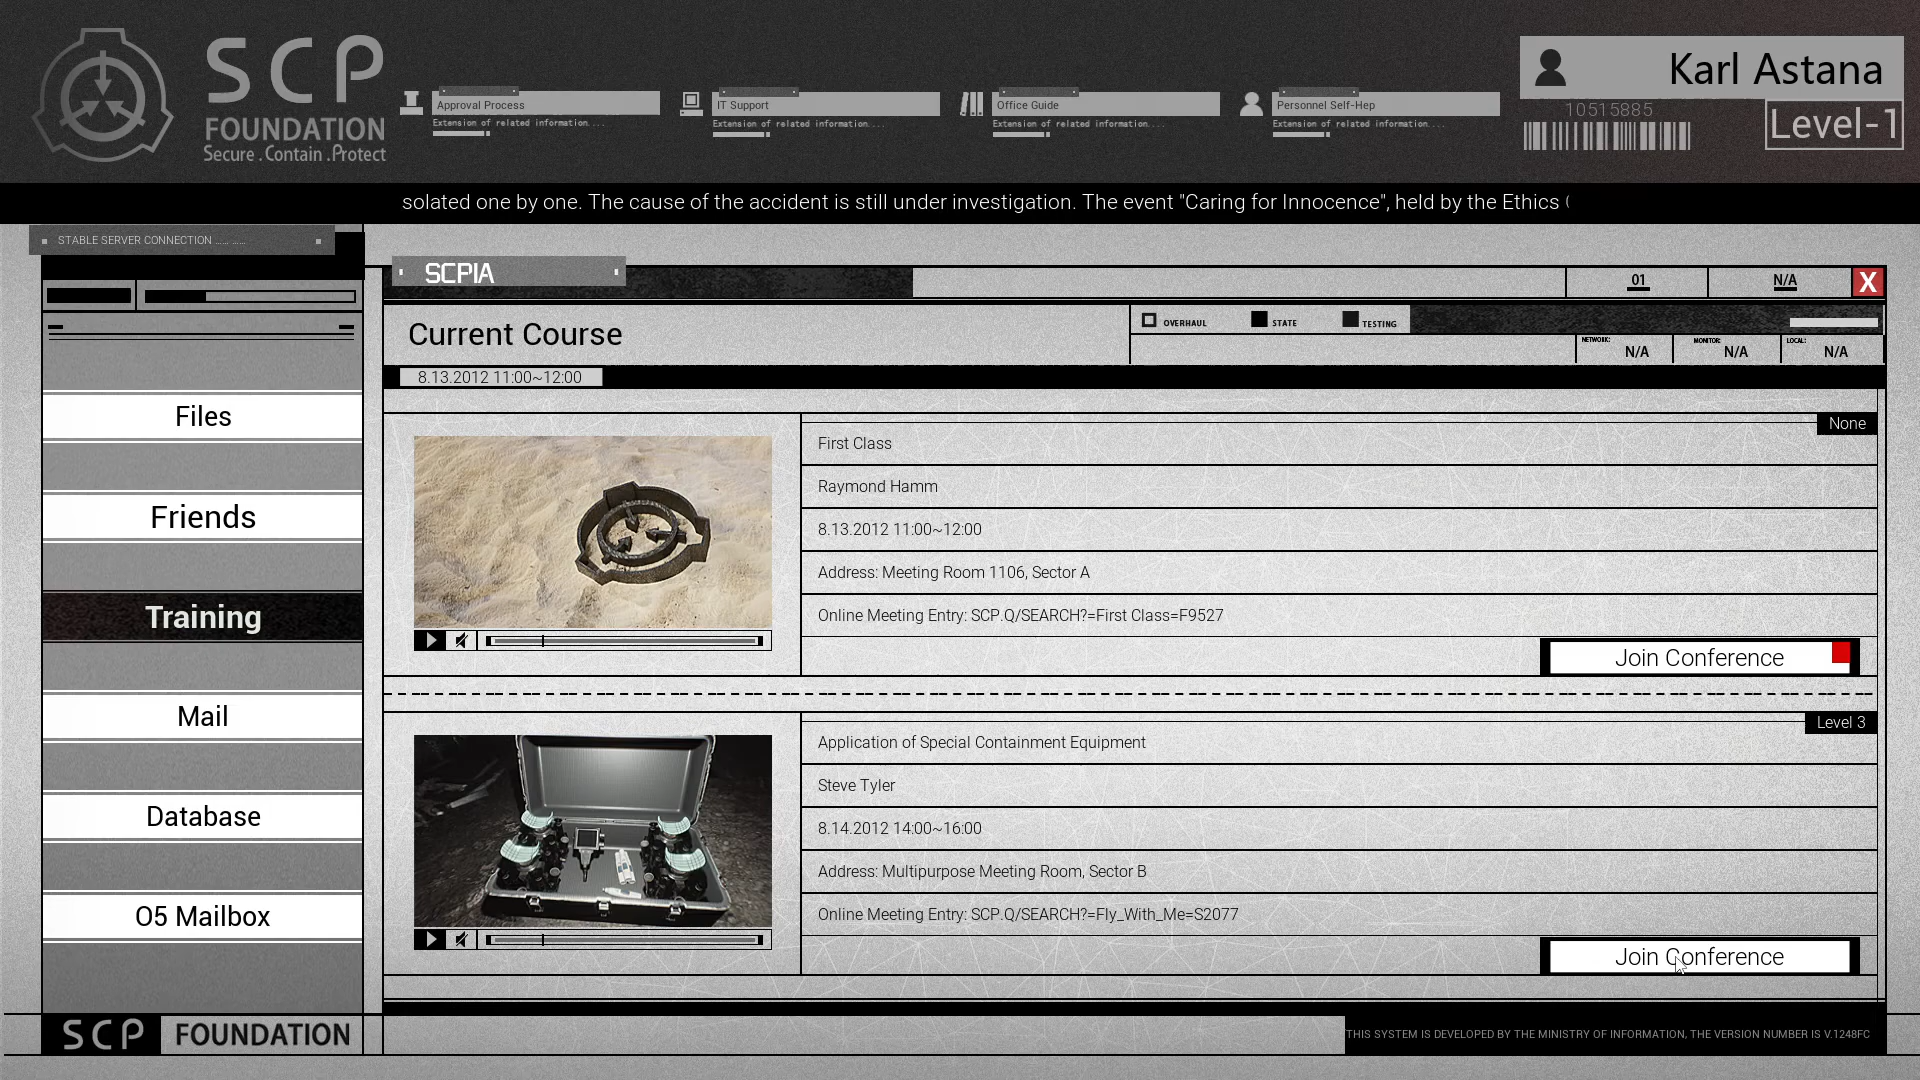 SCP
FOUNDATION
Secure . Contain . Protect
Approval Process
Extension of related information....
IT Support
Extension of related information....
Office Guide
Extension of related information....
Personnel Self-Hep
Extension of related information....
Karl Astana
10515885
Level-1
solated one by one. The cause of the accident is still under investigation. The event "Caring for Innocence", held by the Ethics
STABLE SERVER CONNECTION ...... ......
SCPIA
01
N/A
X
Current Course
OVERHAUL
STATE
TESTING
NETWORK:
N/A
MONITOR:
N/A
LOCAL:
N/A
8.13.2012 11:00~12:00
Files
Friends
Training
Mail
Database
O5 Mailbox
None
First Class
Raymond Hamm
8.13.2012 11:00~12:00
Address: Meeting Room 1106, Sector A
Online Meeting Entry: SCP.Q/SEARCH?=First Class=F9527
Join Conference
Level 3
Application of Special Containment Equipment
Steve Tyler
8.14.2012 14:00~16:00
Address: Multipurpose Meeting Room, Sector B
Online Meeting Entry: SCP.Q/SEARCH?=Fly_With_Me=S2077
Join Conference
SCP FOUNDATION
THIS SYSTEM IS DEVELOPED BY THE MINISTRY OF INFORMATION, THE VERSION NUMBER IS V.1248FC